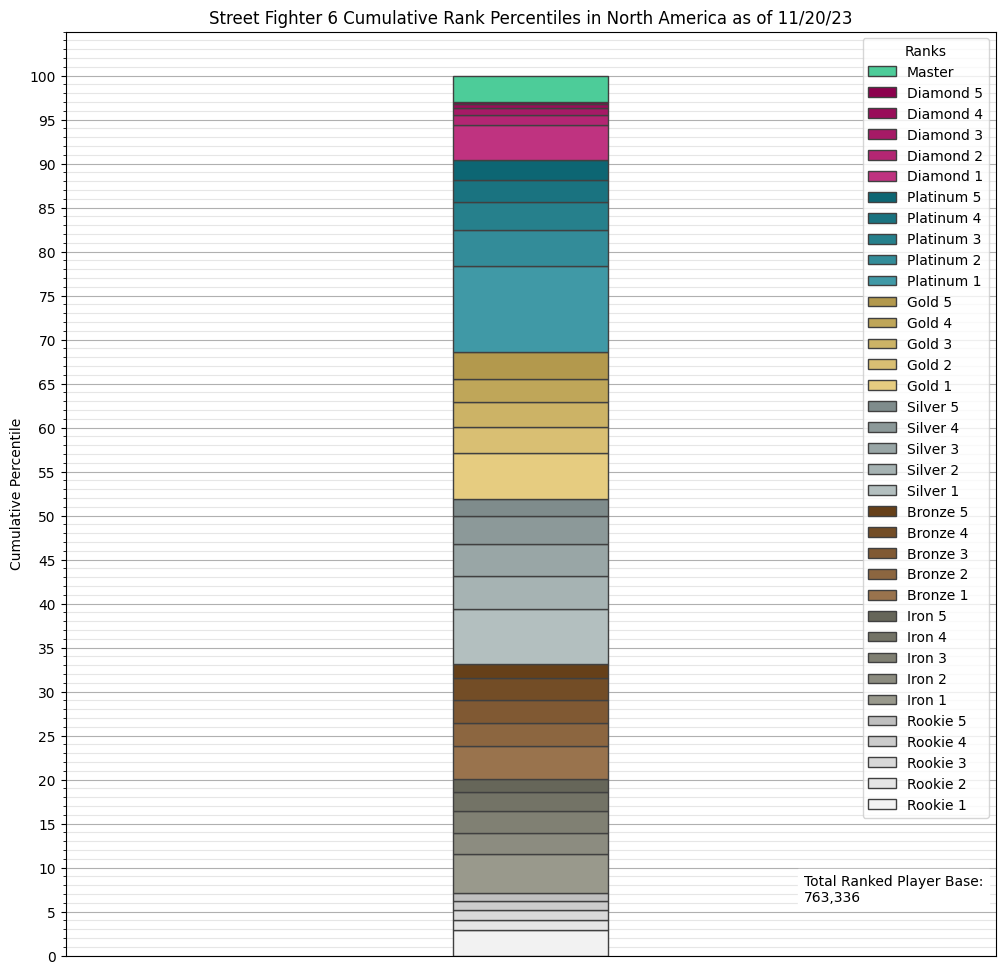 Street Fighter 6 Cumulative Rank Percentiles in North America as of 11/20/23
Cumulative Percentile
100
95
90
85
80
75
70
65
60
55
50
45
40
35
30
25
20
15
10
5
0
Ranks
Master
Diamond 5
Diamond 4
Diamond 3
Diamond 2
Diamond 1
Platinum 5
Platinum 4
Platinum 3
Platinum 2
Platinum 1
Gold 5
Gold 4
Gold 3
Gold 2
Gold 1
Silver 5
Silver 4
Silver 3
Silver 2
Silver 1
Bronze 5
Bronze 4
Bronze 3
Bronze 2
Bronze 1
Iron 5
Iron 4
Iron 3
Iron 2
Iron 1
Rookie 5
Rookie 4
Rookie 3
Rookie 2
Rookie 1
Total Ranked Player Base:
763,336